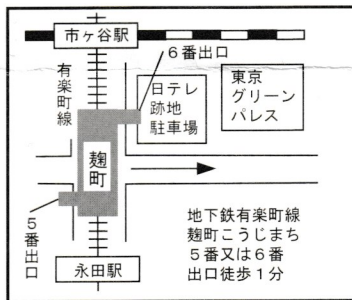 市ヶ谷駅
6番出口
有楽町線
日テレ
跡地
駐車場
東京
グリーン
パレス
麹町
5番出口
永田駅
地下鉄有楽町線
麹町こうじまち
5番又は6番
出口徒歩1分